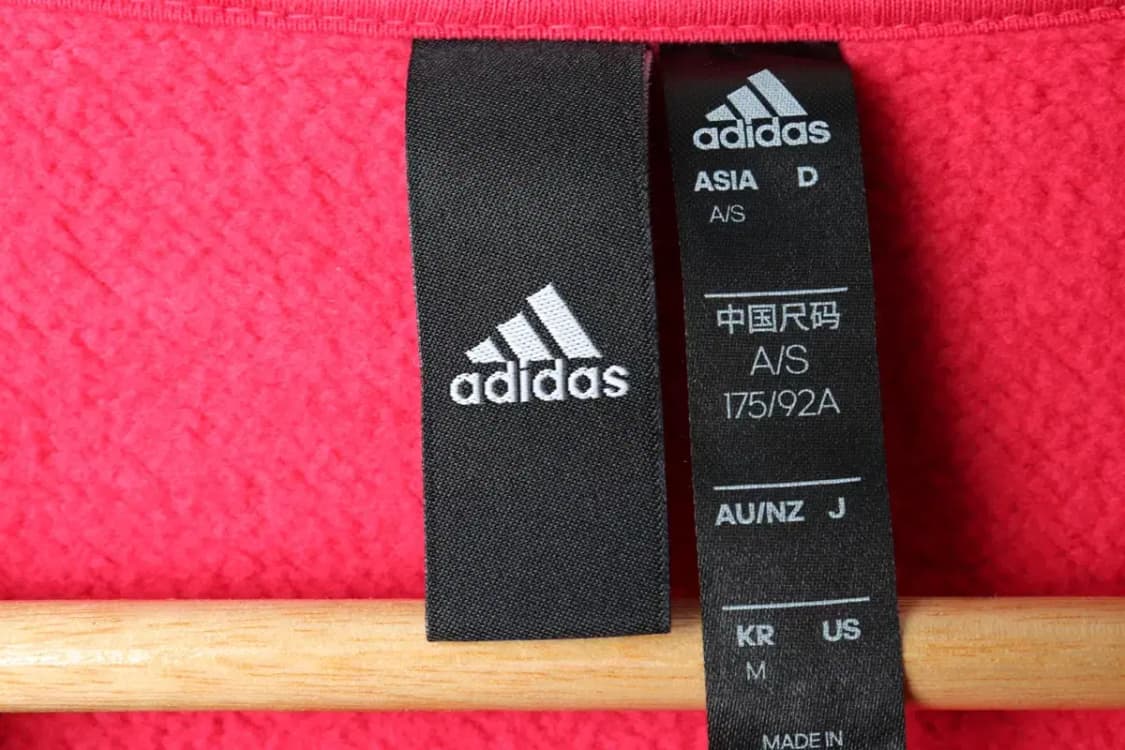 adidas
adidas
ASIA D
A/S
中国尺码
A/S
175/92A
AU/NZ J
KR US
M
MADE IN